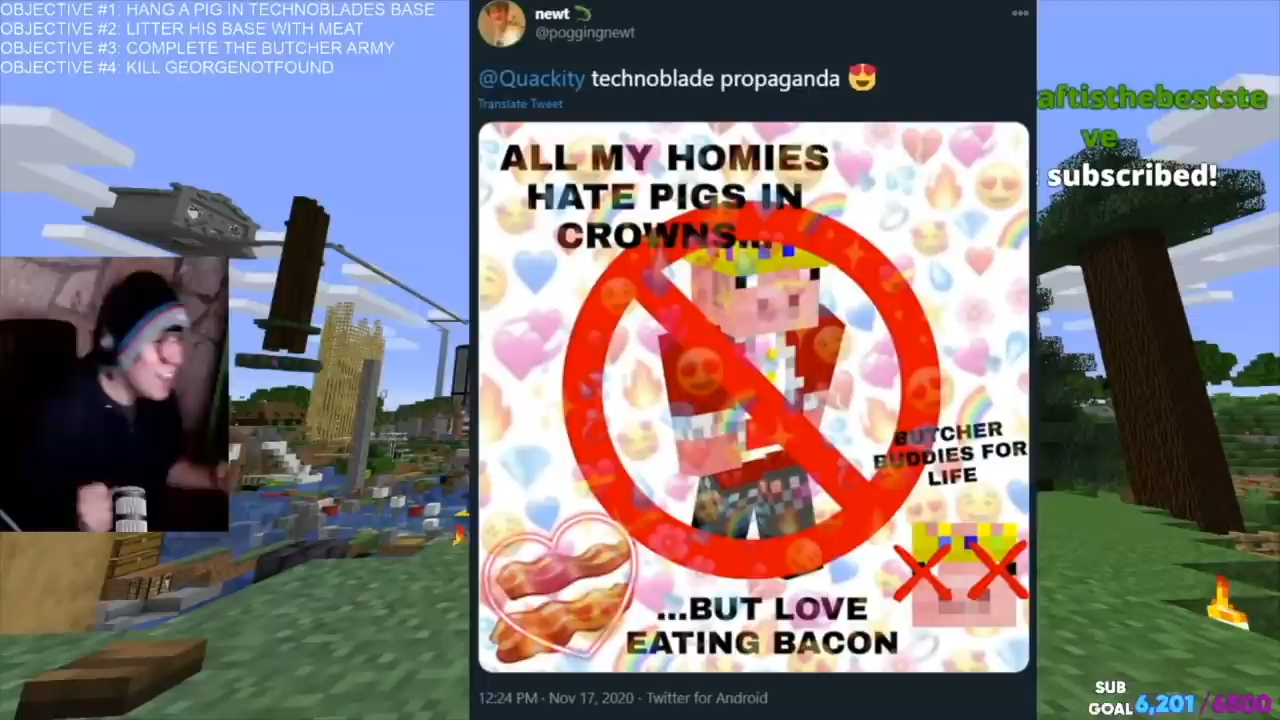 OBJECTIVE #1: HANG A PIG IN TECHNOBLADES BASE
OBJECTIVE #2: LITTER HIS BASE WITH MEAT
OBJECTIVE #3: COMPLETE THE BUTCHER ARMY
OBJECTIVE #4: KILL GEORGENOTFOUND
newt
@poggingnewt
@Quackity technoblade propaganda 😍
Translate Tweet
ALL MY HOMIES
HATE PIGS IN
CROWNS...
BUTCHER
BUDDIES FOR
LIFE
...BUT LOVE
EATING BACON
12:24 PM · Nov 17, 2020 · Twitter for Android
aftisthebestste
ve
subscribed!
SUB
GOAL 6,201 / 6500